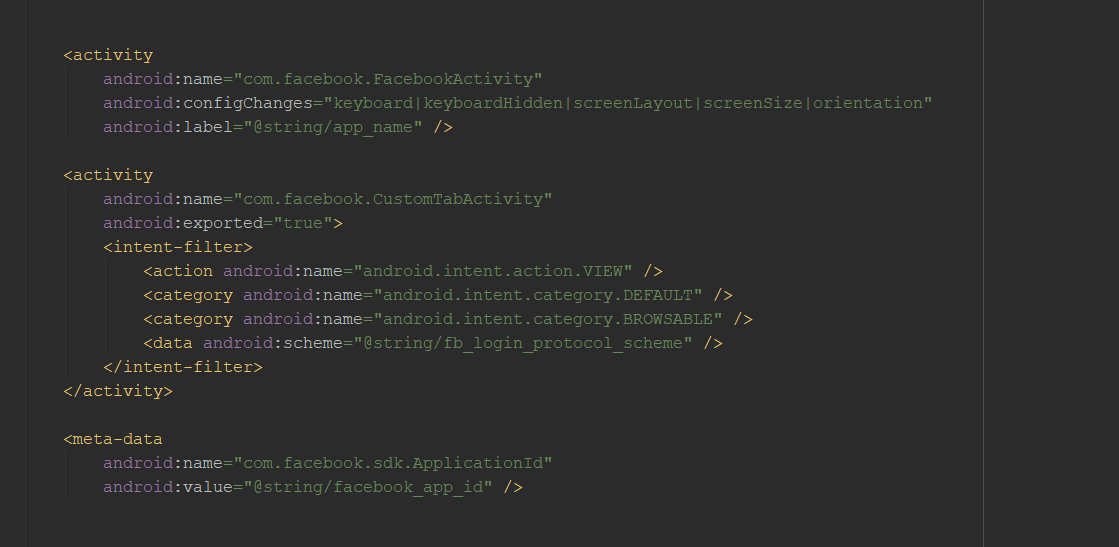 <activity
android:name="com.facebook.FacebookActivity"
android:configChanges="keyboard|keyboardHidden|screenLayout|screenSize|orientation"
android:label="@string/app_name" />
<activity
android:name="com.facebook.CustomTabActivity"
android:exported="true">
<intent-filter>
<action android:name="android.intent.action.VIEW" />
<category android:name="android.intent.category.DEFAULT" />
<category android:name="android.intent.category.BROWSABLE" />
<data android:scheme="@string/fb_login_protocol_scheme" />
</intent-filter>
</activity>
<meta-data
android:name="com.facebook.sdk.ApplicationId"
android:value="@string/facebook_app_id" />